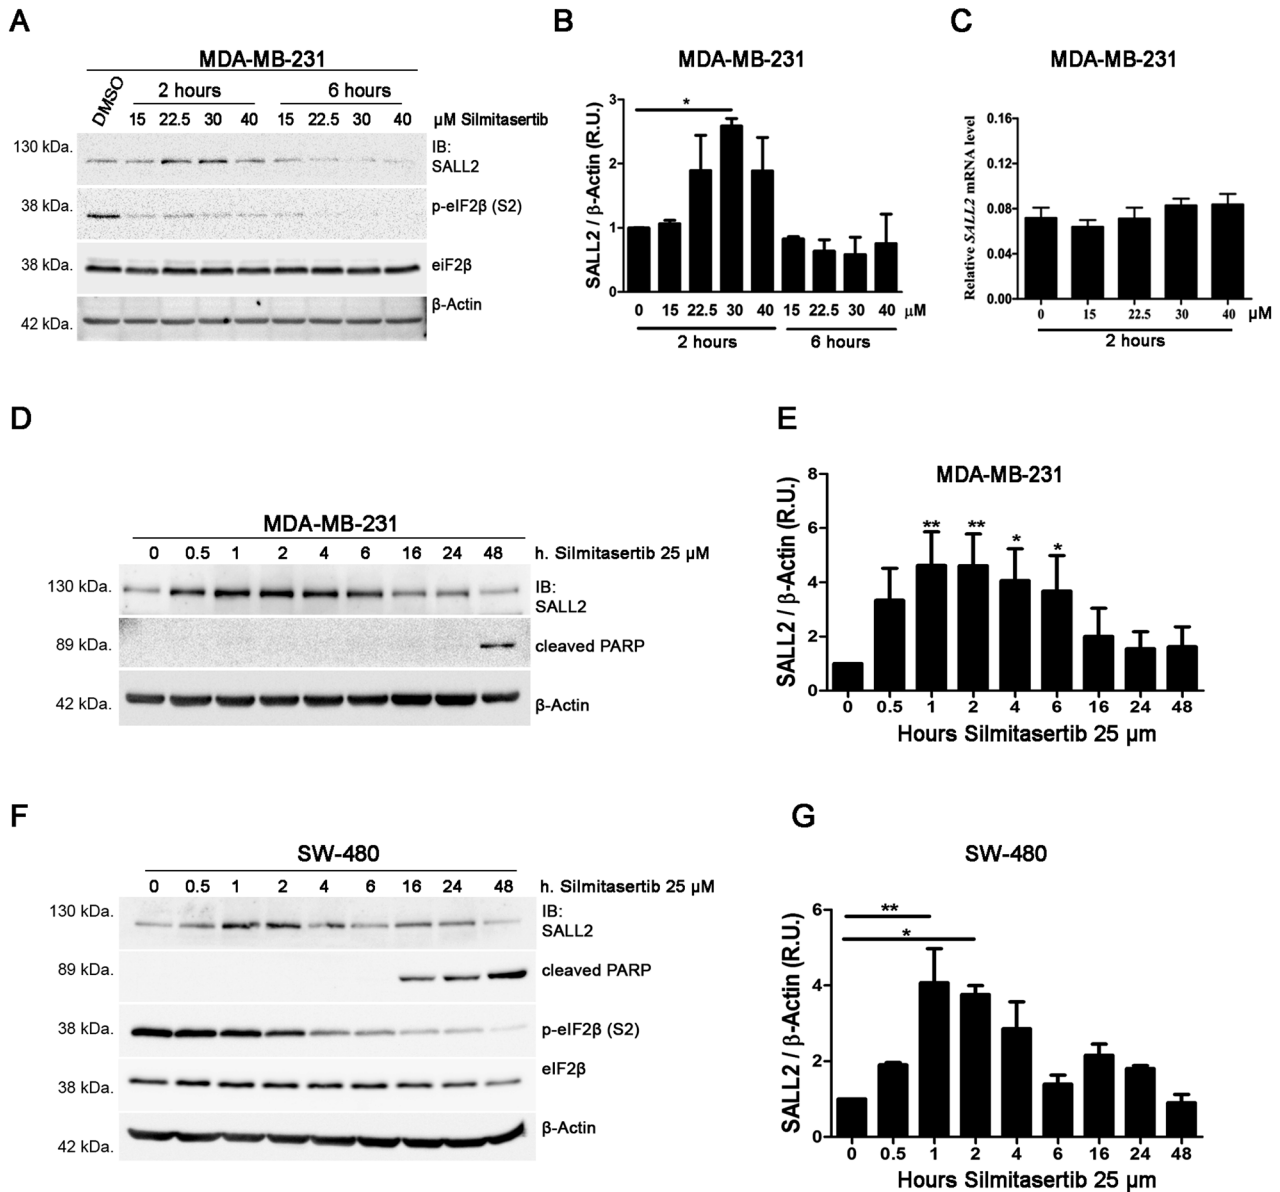 A
MDA-MB-231
DMSO
2 hours
6 hours
15 22.5 30 40 15 22.5 30 40 µM Silmitasertib
130 kDa.
IB:
SALL2
38 kDa.
p-eIF2β (S2)
38 kDa.
eiF2β
β-Actin
42 kDa.
B
MDA-MB-231
SALL2 / β-Actin (R.U.)
3
2
1
0
*
0 15 22.5 30 40 15 22.5 30 40 µM
2 hours
6 hours
C
MDA-MB-231
Relative SALL2 mRNA level
0.16
0.12
0.08
0.04
0.00
0 15 22.5 30 40 µM
2 hours
D
MDA-MB-231
0 0.5 1 2 4 6 16 24 48 h. Silmitasertib 25 µM
130 kDa.
IB:
SALL2
89 kDa.
cleaved PARP
42 kDa.
β-Actin
E
MDA-MB-231
SALL2 / β-Actin (R.U.)
8
6
4
2
0
** ** * *
0 0.5 1 2 4 6 16 24 48
Hours Silmitasertib 25 µm
F
SW-480
0 0.5 1 2 4 6 16 24 48 h. Silmitasertib 25 µM
130 kDa.
IB:
SALL2
89 kDa.
cleaved PARP
38 kDa.
p-eIF2β (S2)
eIF2β
38 kDa.
β-Actin
42 kDa.
G
SW-480
SALL2 / β-Actin (R.U.)
6
4
2
0
**
*
0 0.5 1 2 4 6 16 24 48
Hours Silmitasertib 25 µM